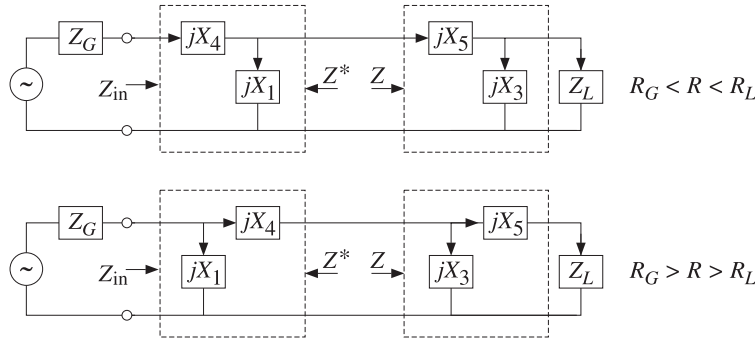 Z_G jX_4 jX_5
~ Z_in jX_1 Z* Z jX_3 Z_L R_G < R < R_L
Z_G jX_4 jX_5
~ Z_in jX_1 Z* Z jX_3 Z_L R_G > R > R_L